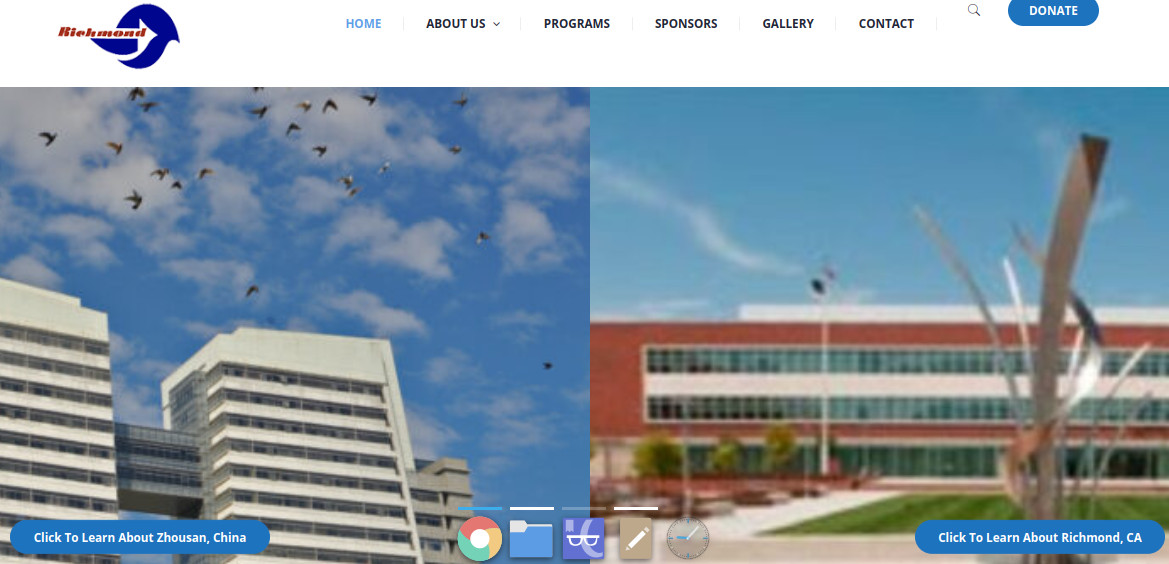 Richmond
HOME
ABOUT US
PROGRAMS
SPONSORS
GALLERY
CONTACT
DONATE
Click To Learn About Zhousan, China
Click To Learn About Richmond, CA